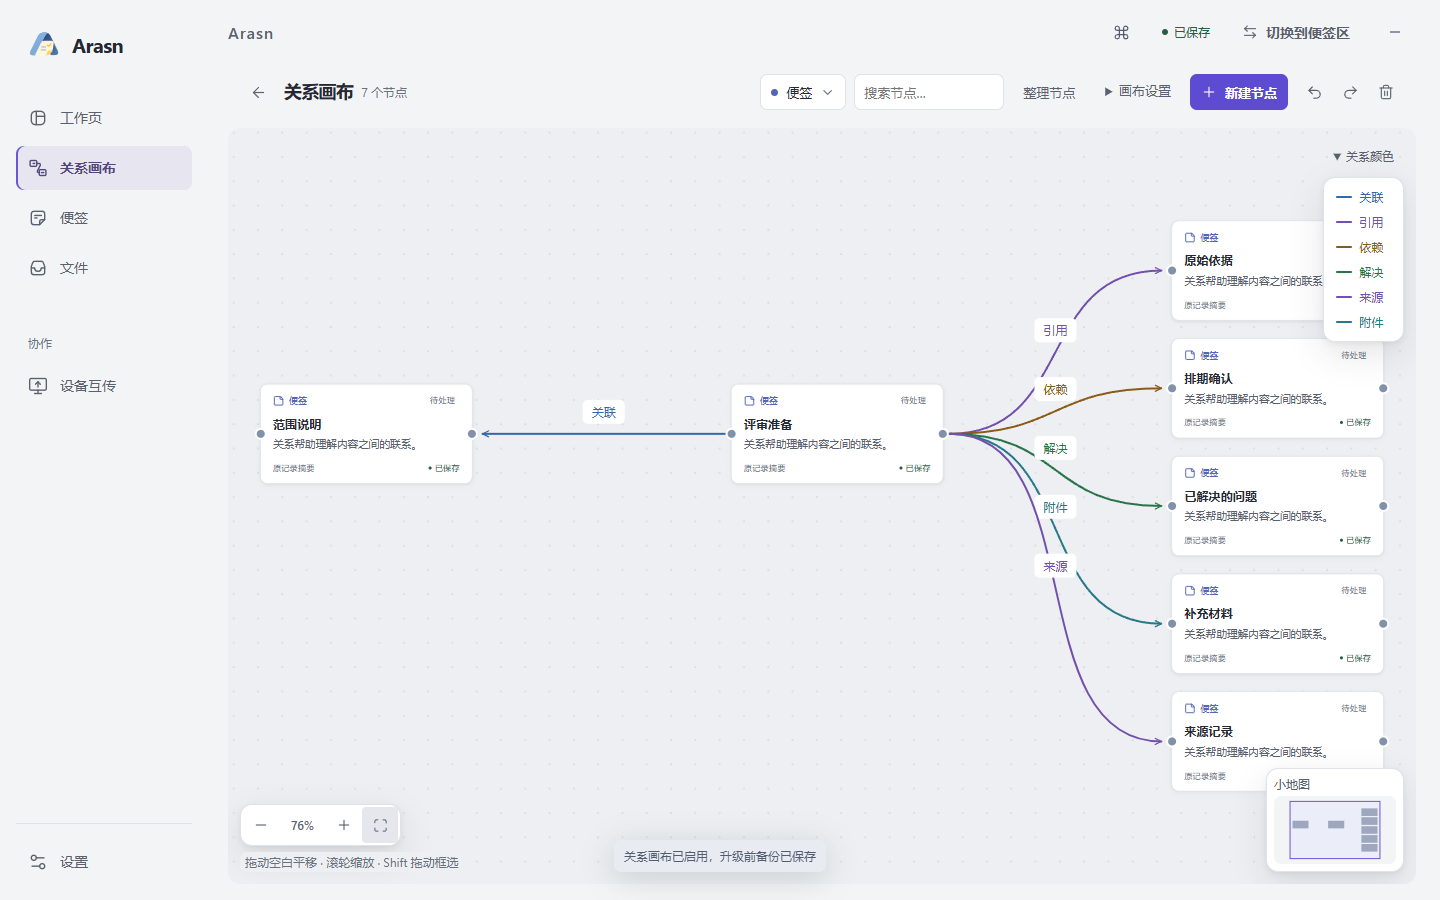 Arasn
工作页
关系画布
便签
文件
协作
设备互传
设置
Arasn
⌘
已保存
切换到便签区
关系画布 7 个节点
便签
搜索节点...
整理节点
画布设置
新建节点
关系颜色
关联
引用
依赖
解决
来源
附件
便签 待处理
范围说明
关系帮助理解内容之间的联系。
原记录摘要 已保存
关联
便签 待处理
评审准备
关系帮助理解内容之间的联系。
原记录摘要 已保存
引用
依赖
解决
附件
来源
便签
原始依据
关系帮助理解内容之间的联系
原记录摘要
便签 待处理
排期确认
关系帮助理解内容之间的联系。
原记录摘要 已保存
便签 待处理
已解决的问题
关系帮助理解内容之间的联系。
原记录摘要 已保存
便签 待处理
补充材料
关系帮助理解内容之间的联系。
原记录摘要 已保存
便签 待处理
来源记录
关系帮助理解内容之间的联系。
原记录摘要
小地图
76%
拖动空白平移 · 滚轮缩放 · Shift 拖动框选
关系画布已启用，升级前备份已保存